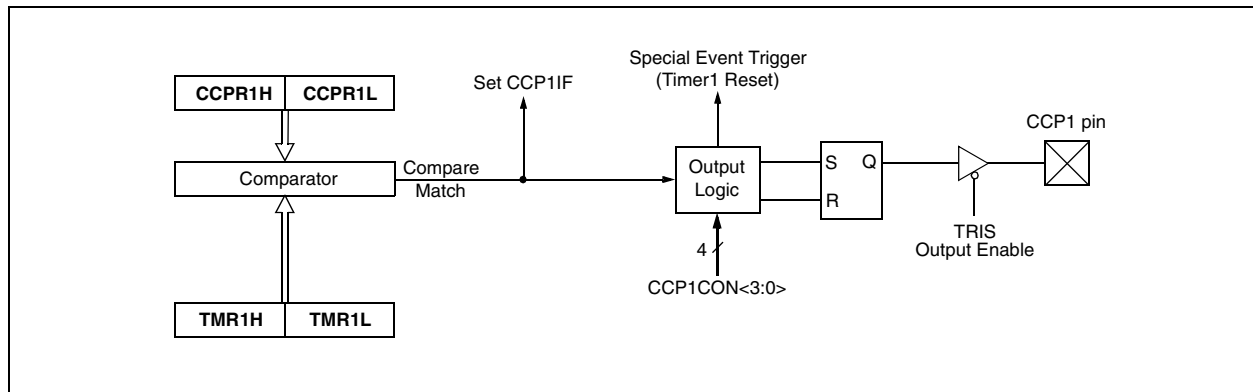 CCPR1H CCPR1L
Comparator
TMR1H TMR1L
Compare
Match
Set CCP1IF
Special Event Trigger
(Timer1 Reset)
Output
Logic
4
CCP1CON<3:0>
S Q
R
TRIS
Output Enable
CCP1 pin